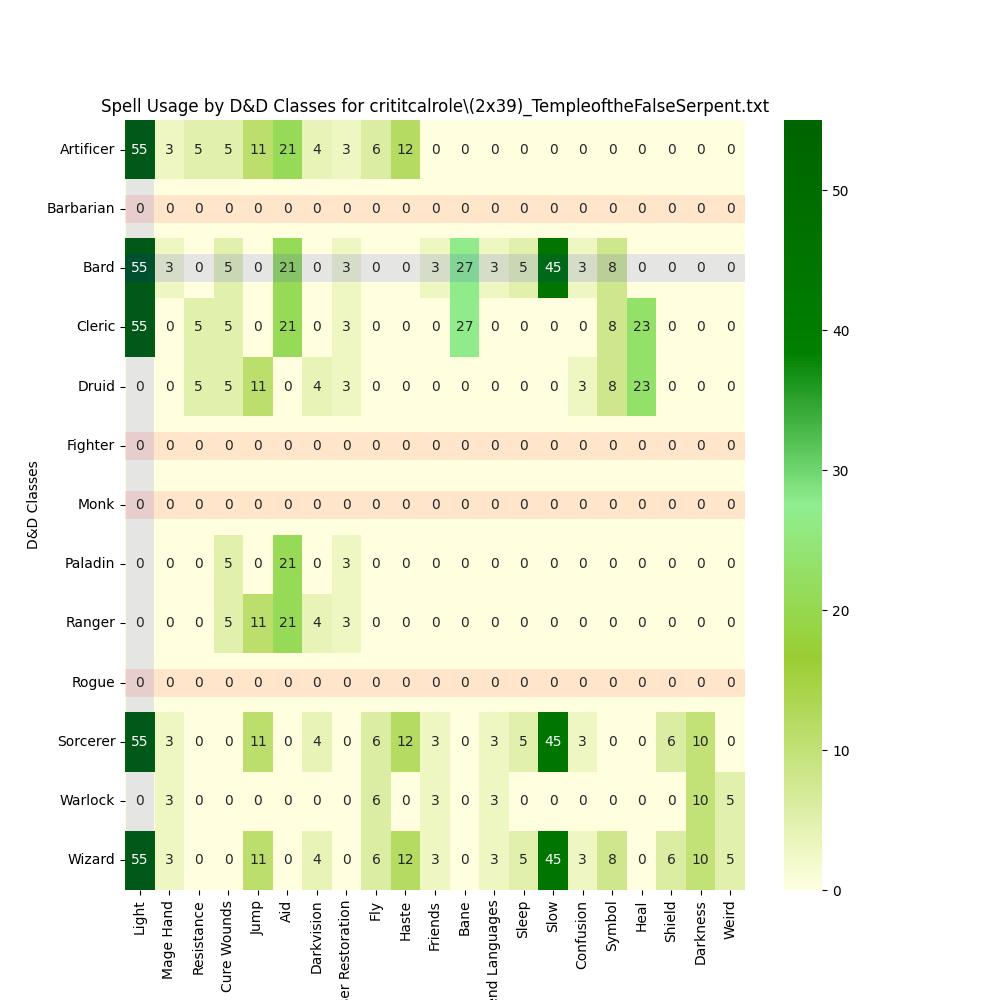 Spell Usage by D&D Classes for crititcalrole\(2x39)_TempleoftheFalseSerpent.txt
D&D Classes
Artificer 55 3 5 5 11 21 4 3 6 12 0 0 0 0 0 0 0 0 0 0 0
Barbarian 0 0 0 0 0 0 0 0 0 0 0 0 0 0 0 0 0 0 0 0 0
Bard 55 3 0 5 0 21 0 3 0 0 3 27 3 5 45 3 8 0 0 0 0
Cleric 55 0 5 5 0 21 0 3 0 0 0 27 0 0 0 0 8 23 0 0 0
Druid 0 0 5 5 11 0 4 3 0 0 0 0 0 0 0 3 8 23 0 0 0
Fighter 0 0 0 0 0 0 0 0 0 0 0 0 0 0 0 0 0 0 0 0 0
Monk 0 0 0 0 0 0 0 0 0 0 0 0 0 0 0 0 0 0 0 0 0
Paladin 0 0 0 5 0 21 0 3 0 0 0 0 0 0 0 0 0 0 0 0 0
Ranger 0 0 0 5 11 21 4 3 0 0 0 0 0 0 0 0 0 0 0 0 0
Rogue 0 0 0 0 0 0 0 0 0 0 0 0 0 0 0 0 0 0 0 0 0
Sorcerer 55 3 0 0 11 0 4 0 6 12 3 0 3 5 45 3 0 0 6 10 0
Warlock 0 3 0 0 0 0 0 0 6 0 3 0 3 0 0 0 0 0 0 10 5
Wizard 55 3 0 0 11 0 4 0 6 12 3 0 3 5 45 3 8 0 6 10 5
Light
Mage Hand
Resistance
Cure Wounds
Jump
Aid
Darkvision
Restoration
Fly
Haste
Friends
Bane
Languages
Sleep
Slow
Confusion
Symbol
Heal
Shield
Darkness
Weird
50
40
30
20
10
0